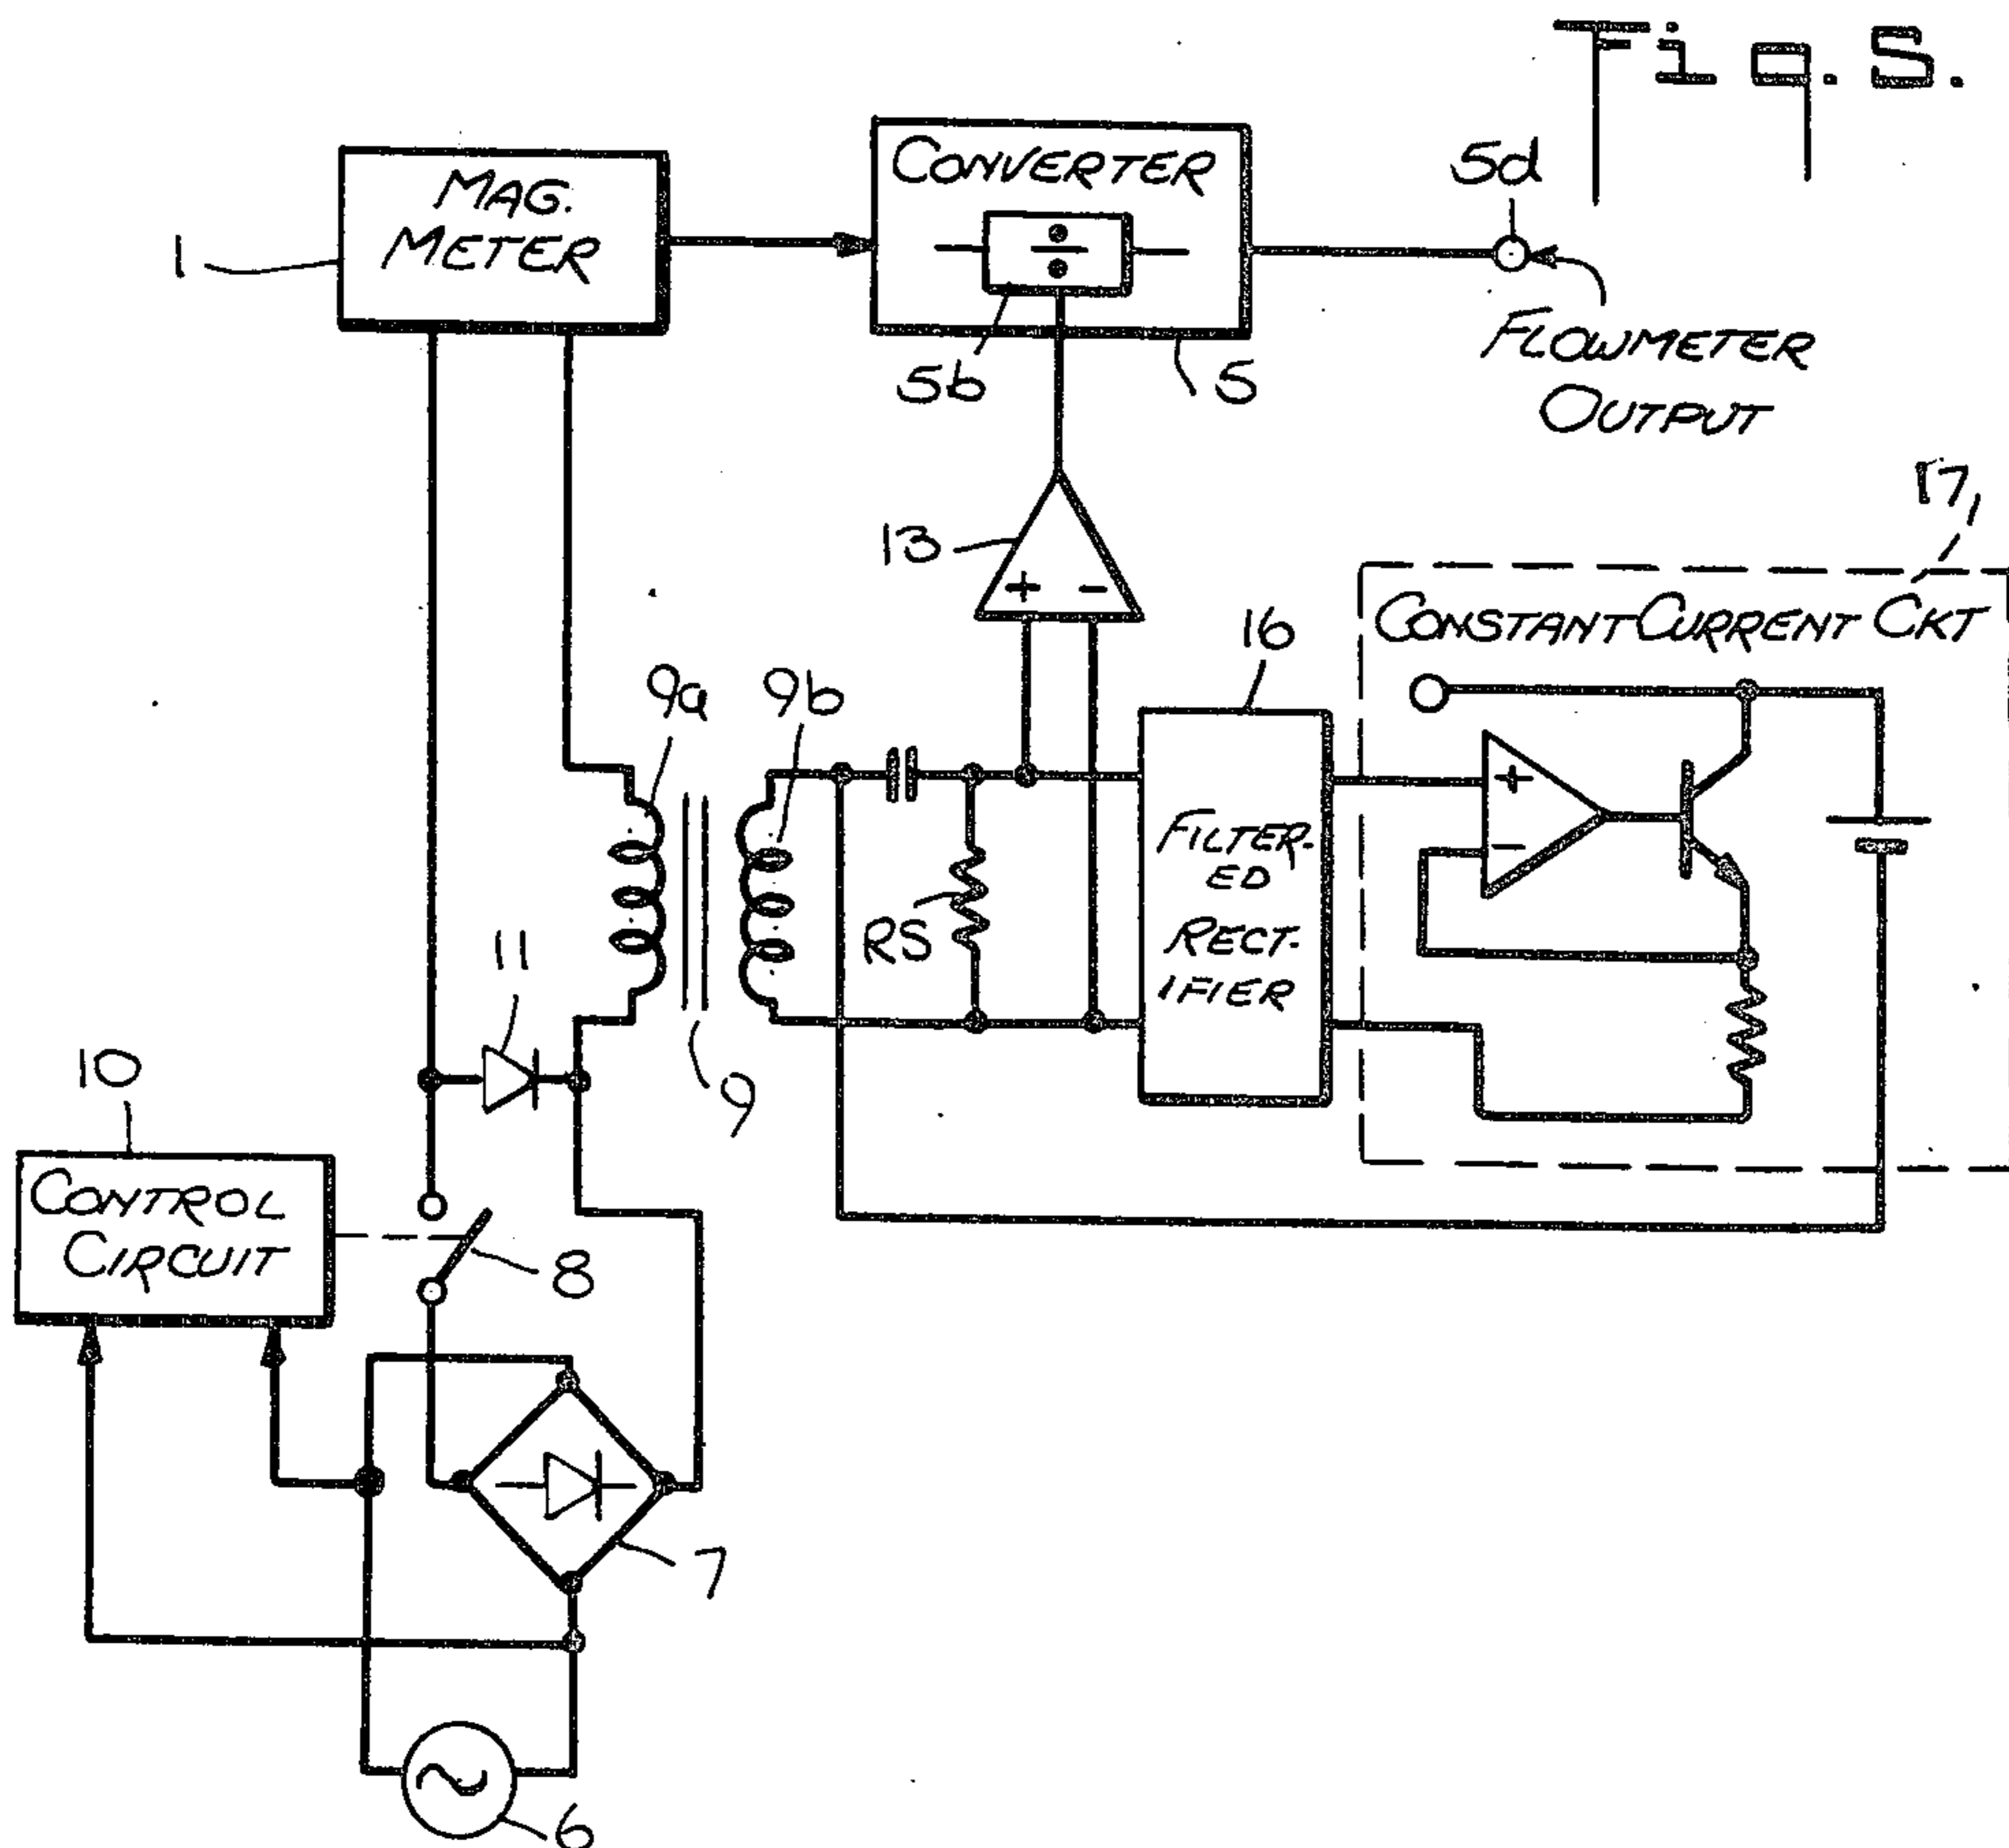 Fig. 5.
MAG.
METER
1
CONVERTER
÷
5b
5
5d
FLOWMETER
OUTPUT
13
+ -
17
CONSTANT CURRENT CKT
16
9a
9b
+
-
FILTER-
ED
RECT-
IFIER
RS
11
9
10
CONTROL
CIRCUIT
8
7
6